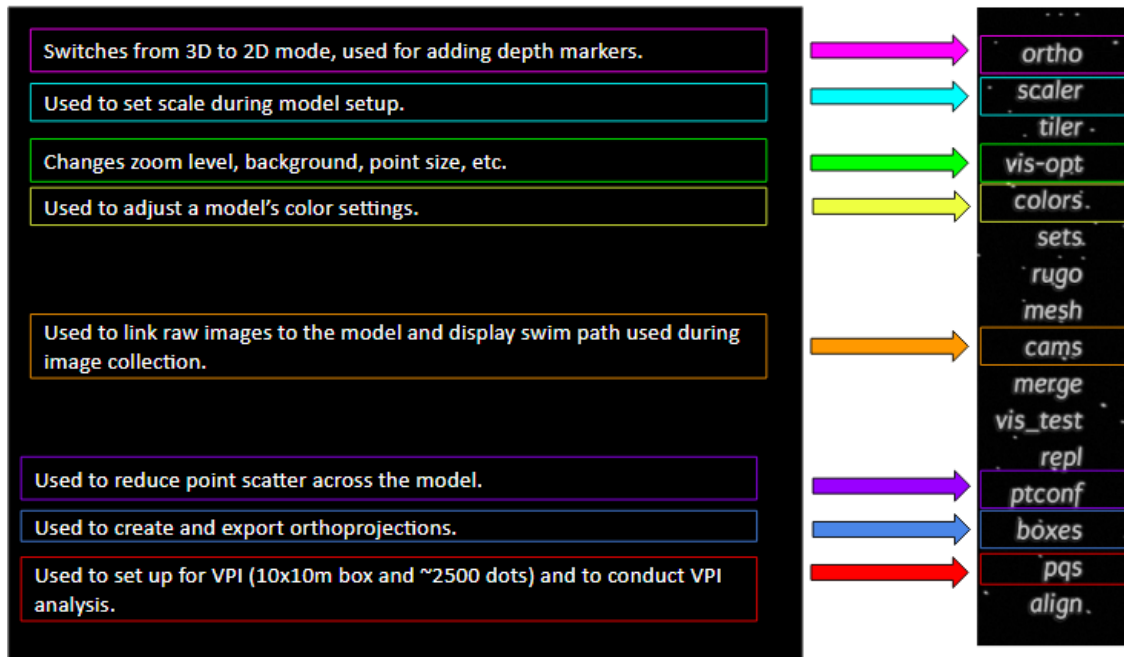 ...
Switches from 3D to 2D mode, used for adding depth markers.
ortho
Used to set scale during model setup.
scaler
tiler
Changes zoom level, background, point size, etc.
vis-opt
Used to adjust a model’s color settings.
colors
sets
rugo
mesh
Used to link raw images to the model and display swim path used during
image collection.
cams
merge
vis_test
repl
Used to reduce point scatter across the model.
ptconf
Used to create and export orthoprojections.
boxes
Used to set up for VPI (10x10m box and ~2500 dots) and to conduct VPI
analysis.
pqs
align